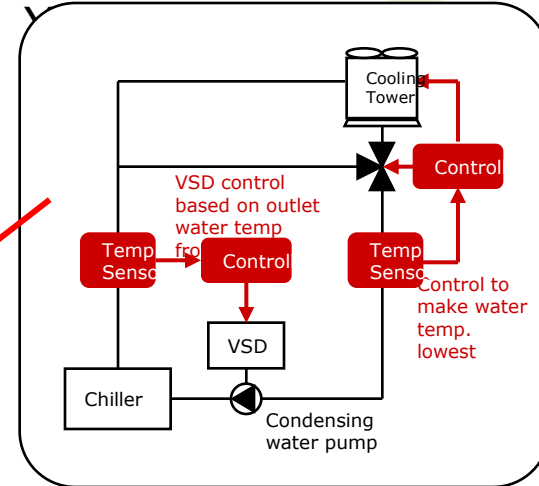 Cooling
Tower
Control
VSD control
based on outlet
water temp
Temp
Control
Temp
Control to
make water
temp.
lowest
VSD
Chiller
Condensing
water pump